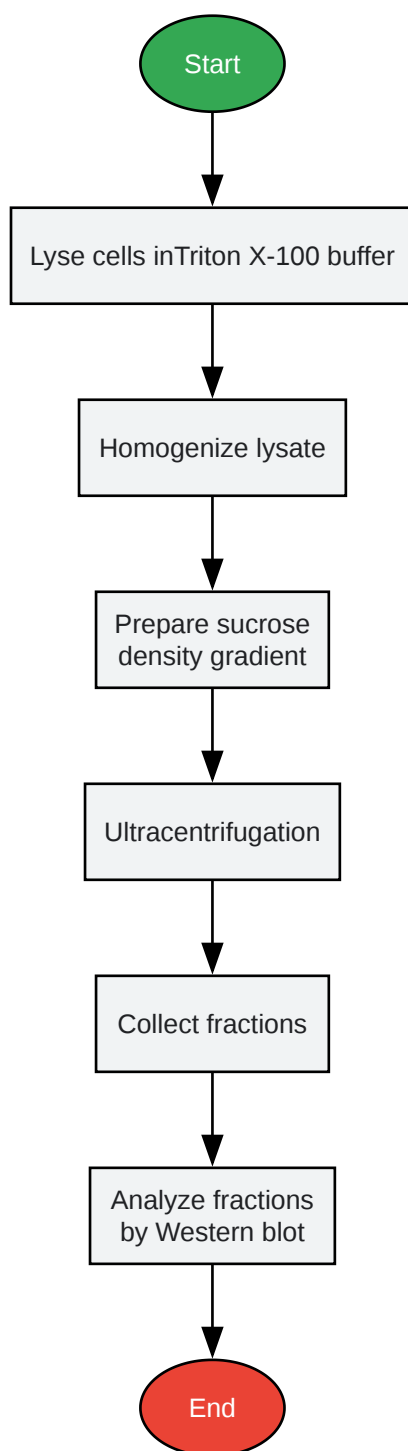 Start
Lyse cells inTriton X-100 buffer
Homogenize lysate
Prepare sucrose
density gradient
Ultracentrifugation
Collect fractions
Analyze fractions
by Western blot
End